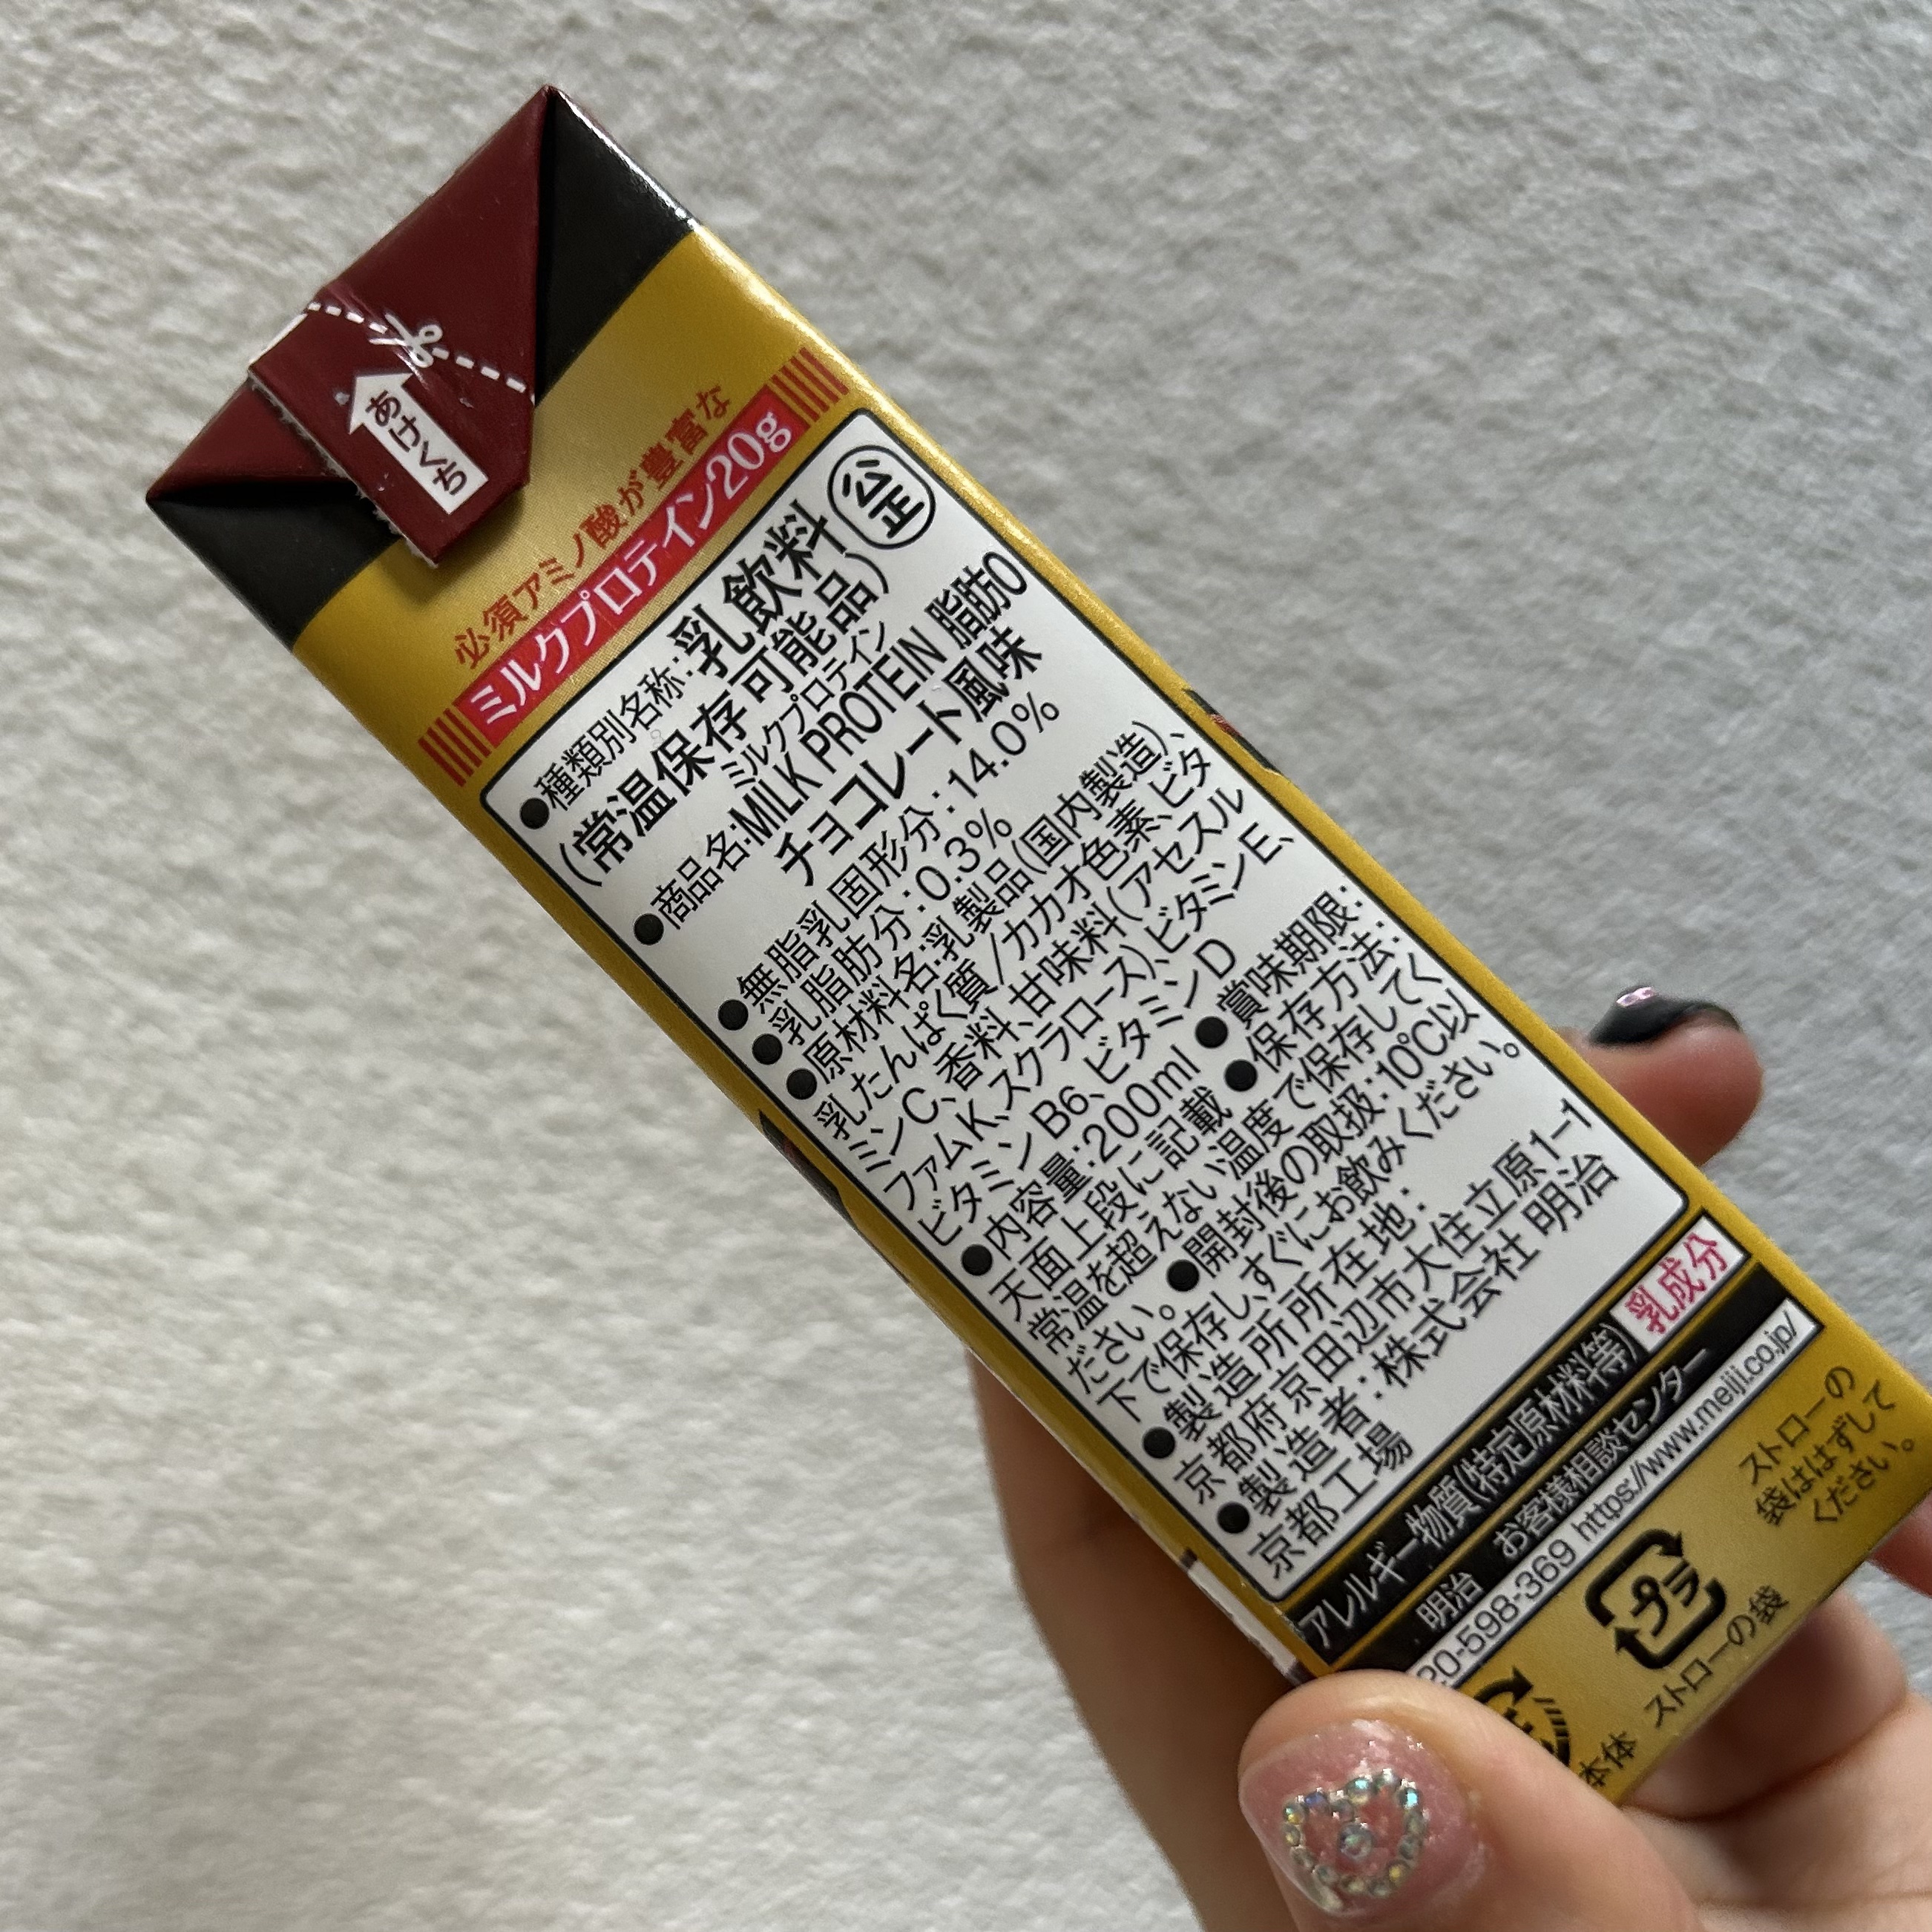 あけくち
必須アミノ酸が豊富な
ミルクプロテイン20g
公正
●種類別名称:乳飲料
(常温保存可能品)
ミルクプロテイン
●商品名:MILK PROTEIN 脂肪0
チョコレート風味
●無脂乳固形分:14.0%
●乳脂肪分:0.3%
●原材料名:乳製品(国内製造)、
乳たんぱく質/カカオ色素、ビタ
ミンC、香料、甘味料(アセスル
ファムK、スクラロース)、ビタミンE、
ビタミンB6、ビタミンD
●内容量:200ml ●賞味期限:
天面上段に記載 ●保存方法:
常温を超えない温度で保存してく
ださい。●開封後の取扱:10℃以
下で保存し、すぐにお飲みください。
●製造所所在地:
京都府京田辺市大住立原1-1
●製造者:株式会社 明治
京都工場
アレルギー物質(特定原材料等) 乳成分
明治 お客様相談センター
20-598-369 https://www.meiji.co.jp/
ストローの
袋ははずして
ください。
プラ
ストローの袋
本体